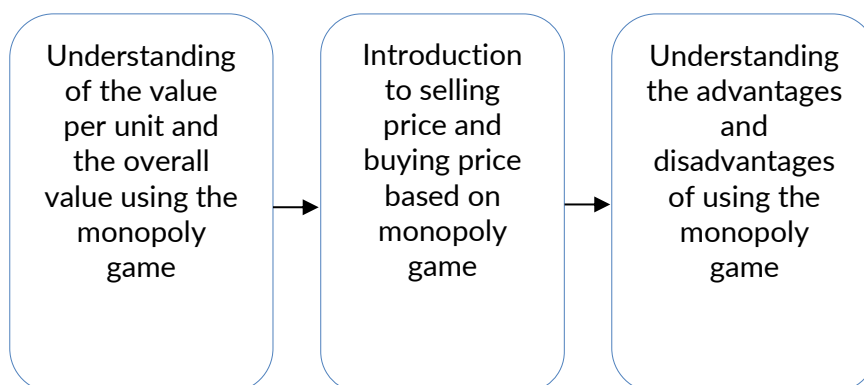 Understanding
of the value
per unit and
the overall
value using the
monopoly
game
Introduction
to selling
price and
buying price
based on
monopoly
game
Understanding
the advantages
and
disadvantages
of using the
monopoly
game